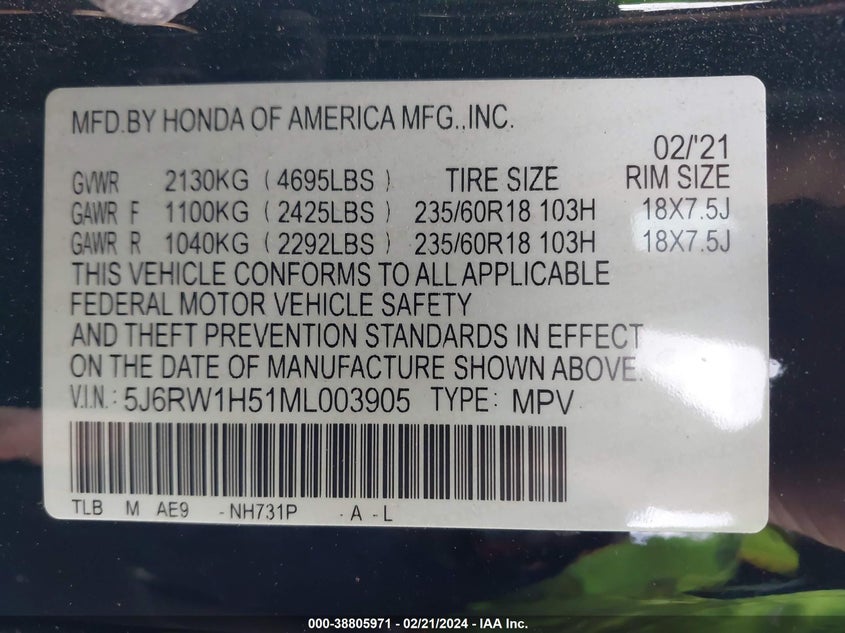 MFD.BY HONDA OF AMERICA MFG.,INC.
02/'21
GVWR 2130KG ( 4695LBS ) TIRE SIZE RIM SIZE
GAWR F 1100KG ( 2425LBS ) 235/60R18 103H 18X7.5J
GAWR R 1040KG ( 2292LBS ) 235/60R18 103H 18X7.5J
THIS VEHICLE CONFORMS TO ALL APPLICABLE
FEDERAL MOTOR VEHICLE SAFETY
AND THEFT PREVENTION STANDARDS IN EFFECT
ON THE DATE OF MANUFACTURE SHOWN ABOVE.
V.I.N.: 5J6RW1H51ML003905 TYPE: MPV
TLB M AE9 -NH731P -A -L
000-38805971 - 02/21/2024 - IAA Inc.